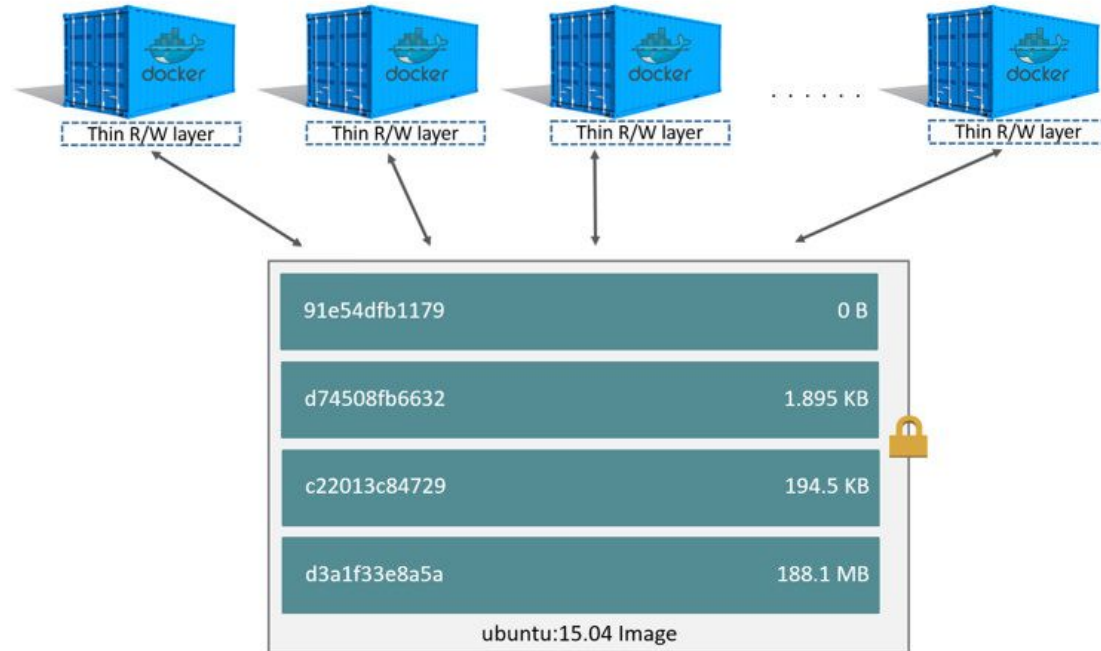 docker
docker
docker
docker
. . . . . .
Thin R/W layer
Thin R/W layer
Thin R/W layer
Thin R/W layer
91e54dfb1179 0 B
d74508fb6632 1.895 KB
c22013c84729 194.5 KB
d3a1f33e8a5a 188.1 MB
ubuntu:15.04 Image